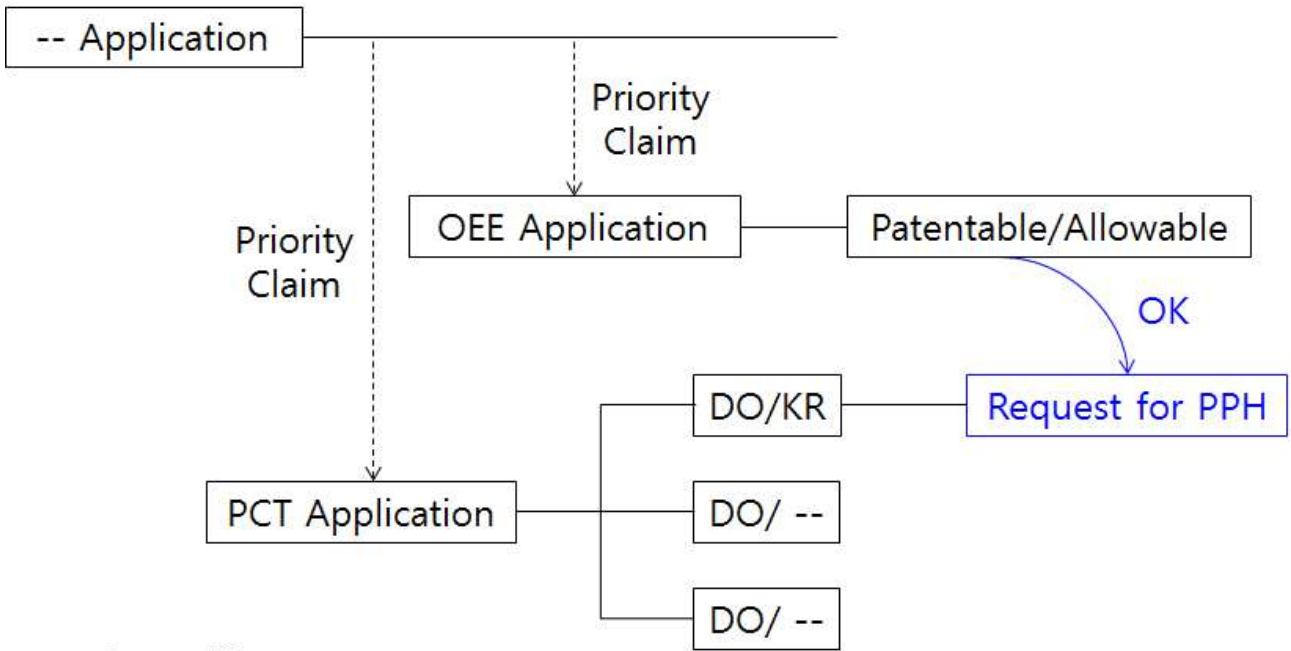 -- Application
Priority
Claim
OEE Application
Patentable/Allowable
Priority
Claim
OK
DO/KR
Request for PPH
PCT Application
DO/ --
DO/ --